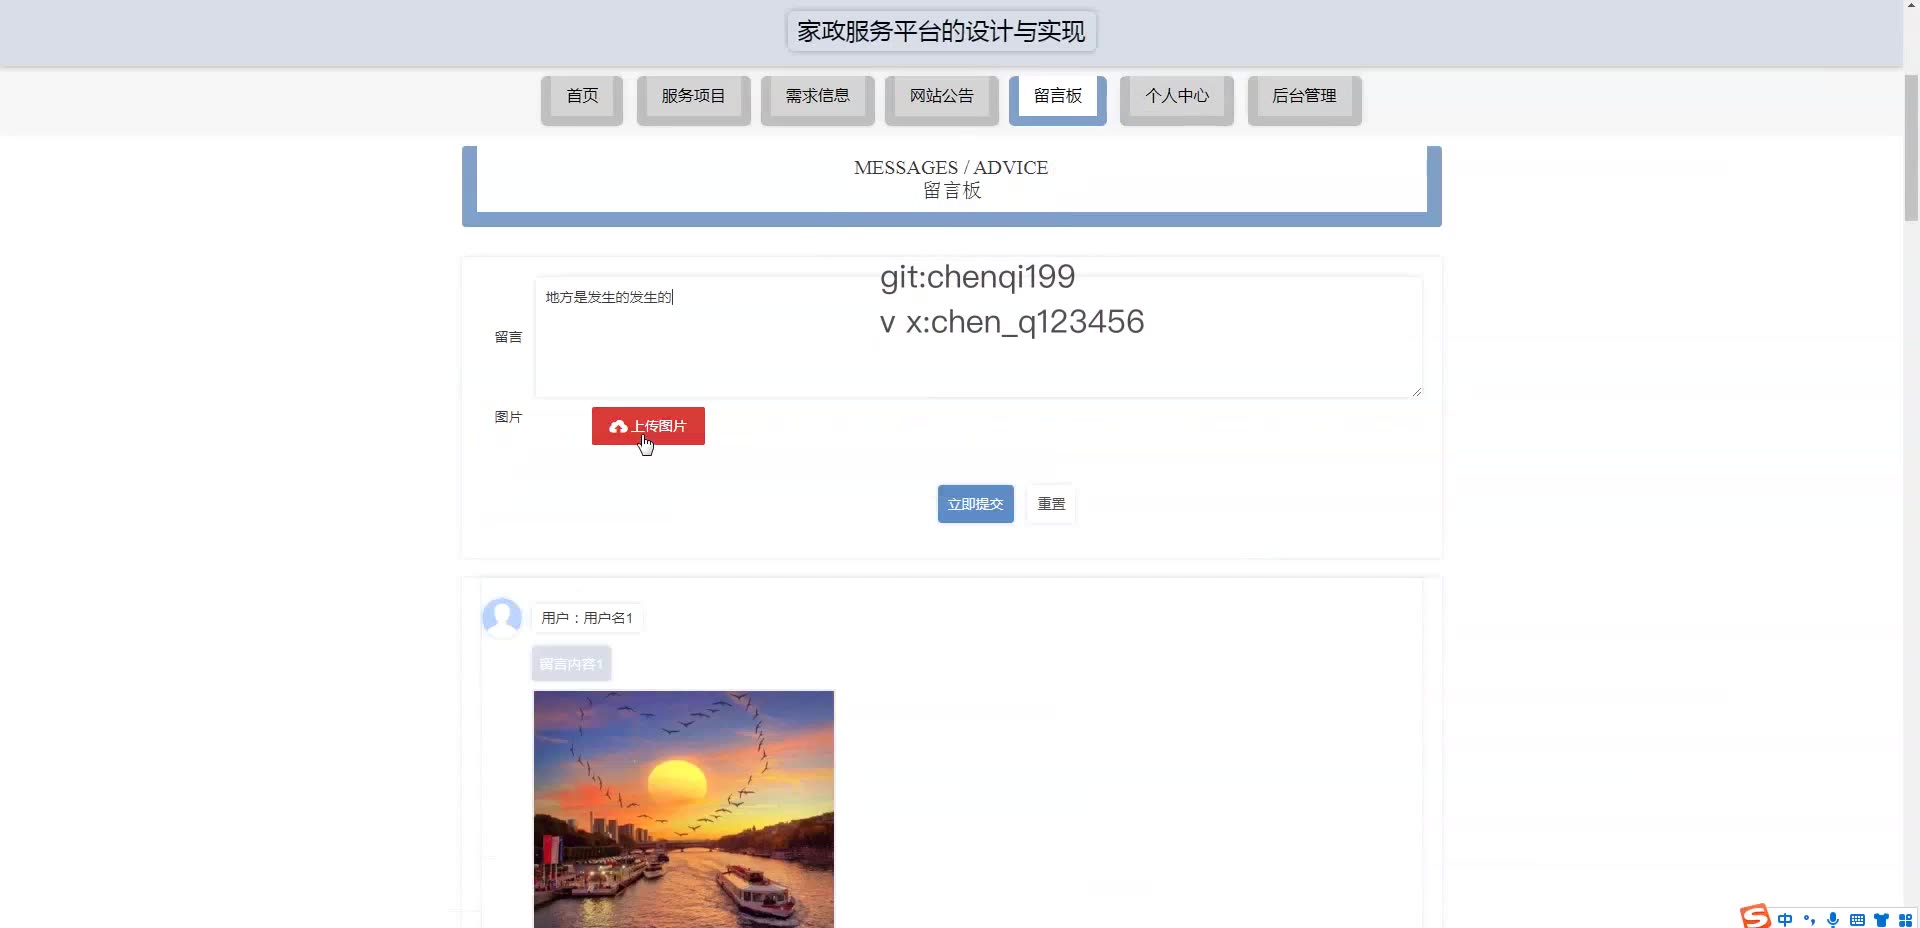 家政服务平台的设计与实现
首页 服务项目 需求信息 网站公告 留言板 个人中心 后台管理
MESSAGES / ADVICE
留言板
git:chenqi199
v x:chen_q123456
地方是发生的发生的
留言
图片
上传图片
立即提交 重置
用户：用户名1
留言内容1
中